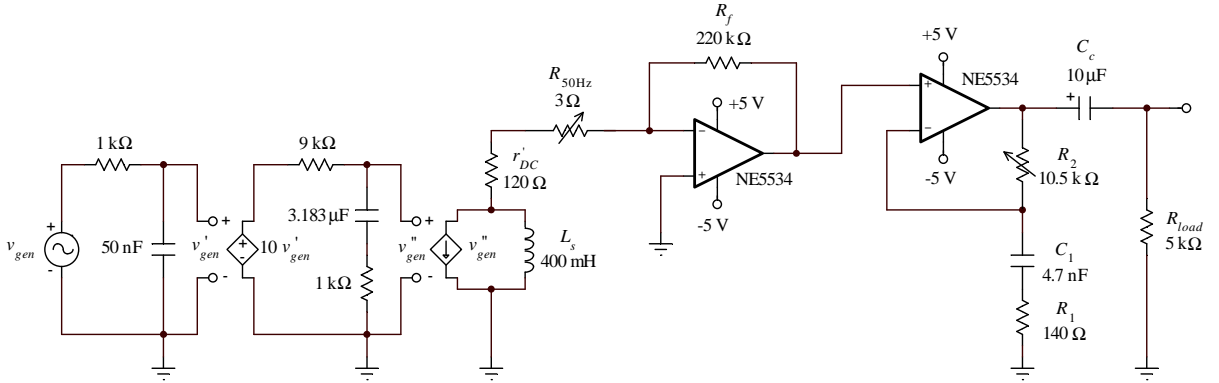 1 kΩ
+
v_gen
-
50 nF
+
v'_gen
-
9 kΩ
+
-
10 v'_gen
3.183 μF
1 kΩ
+
v''_gen
-
v''_gen
r'_DC
120 Ω
L_s
400 mH
R_50Hz
3 Ω
R_f
220 kΩ
−
+
+5 V
-5 V
NE5534
+
−
+5 V
-5 V
NE5534
C_c
10 μF
+
R_2
10.5 k Ω
C_1
4.7 nF
R_1
140 Ω
R_load
5 kΩ